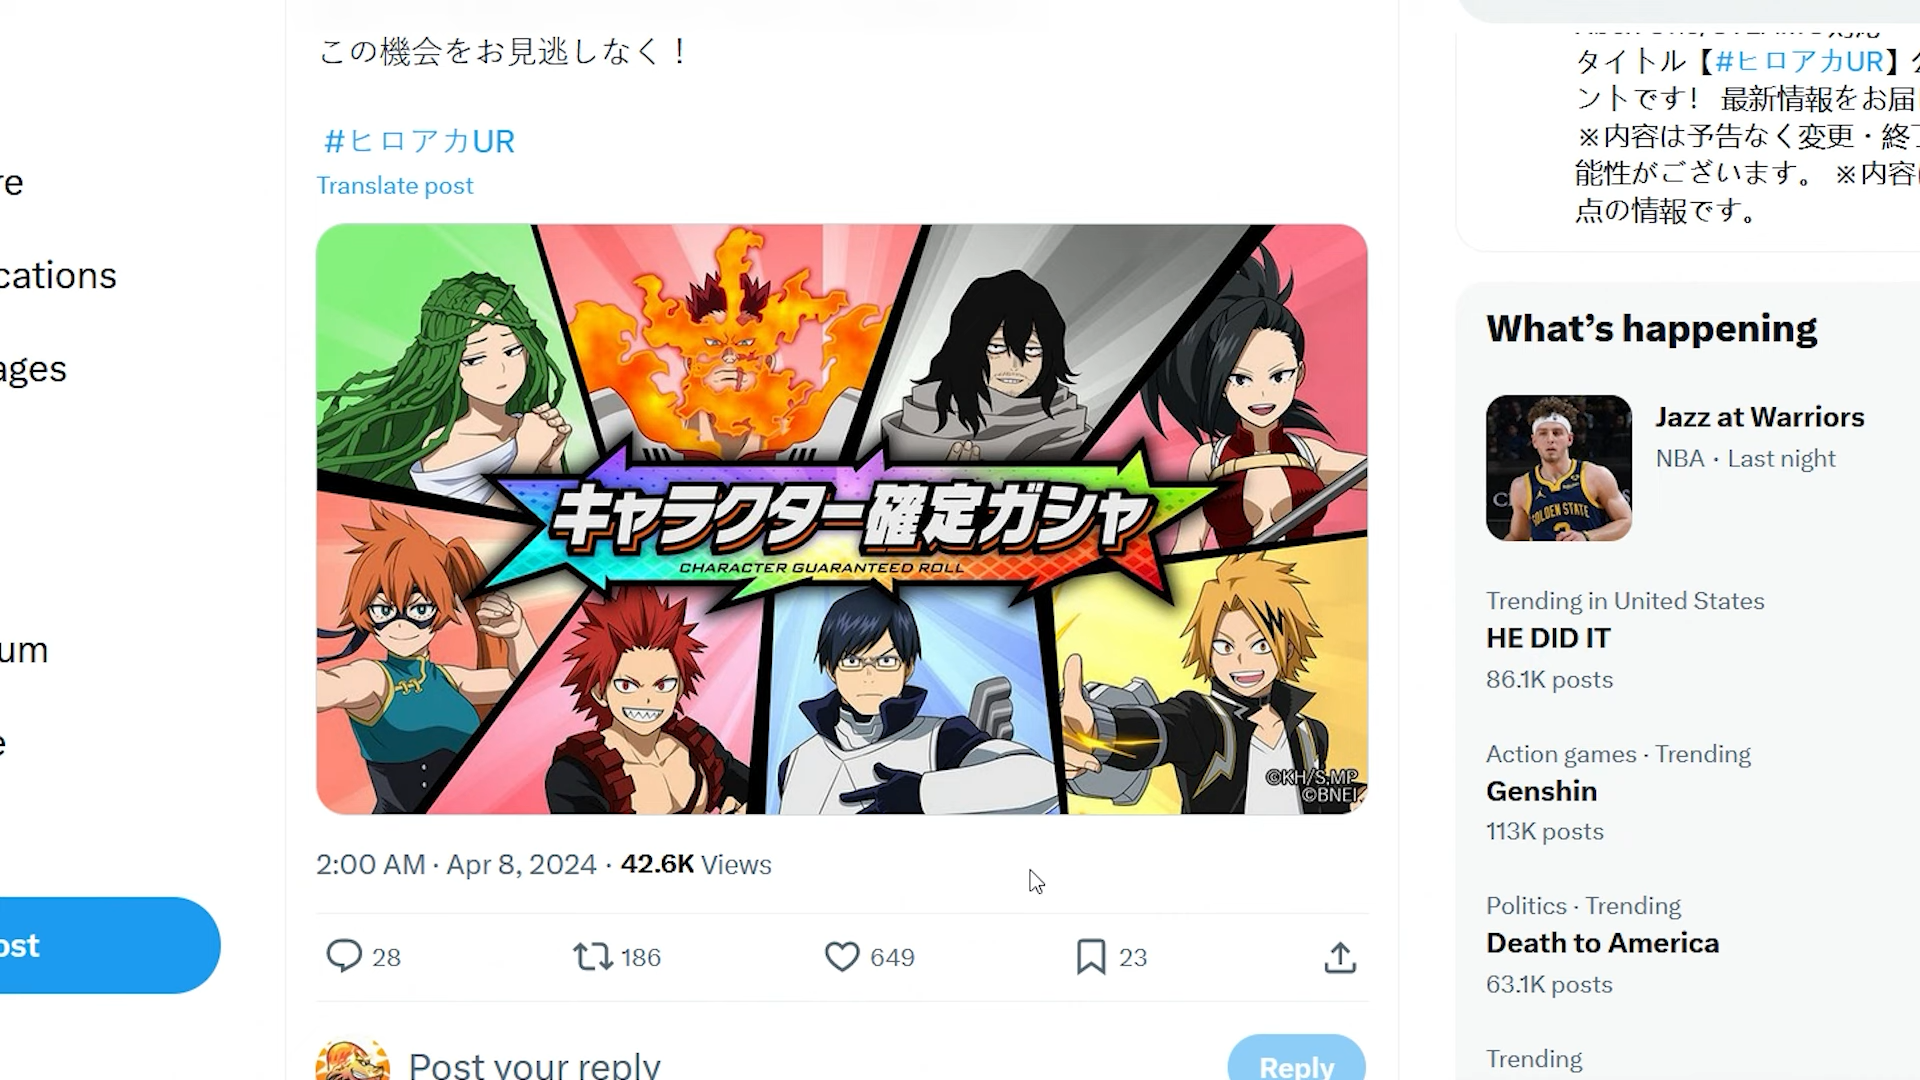 この機会をお見逃しなく！
#ヒロアカUR
Translate post
キャラクター確定ガシャ
CHARACTER GUARANTEED ROLL
©KH/S,MP
©BNEI
2:00 AM · Apr 8, 2024 · 42.6K Views
28
186
649
23
Post your reply
Reply
re
cations
ages
um
e
ost
タイトル【#ヒロアカUR】公
ントです！ 最新情報をお届
※内容は予告なく変更・終了
能性がございます。 ※内容は
点の情報です。
What's happening
GOLDEN STATE
Jazz at Warriors
NBA · Last night
Trending in United States
HE DID IT
86.1K posts
Action games · Trending
Genshin
113K posts
Politics · Trending
Death to America
63.1K posts
Trending